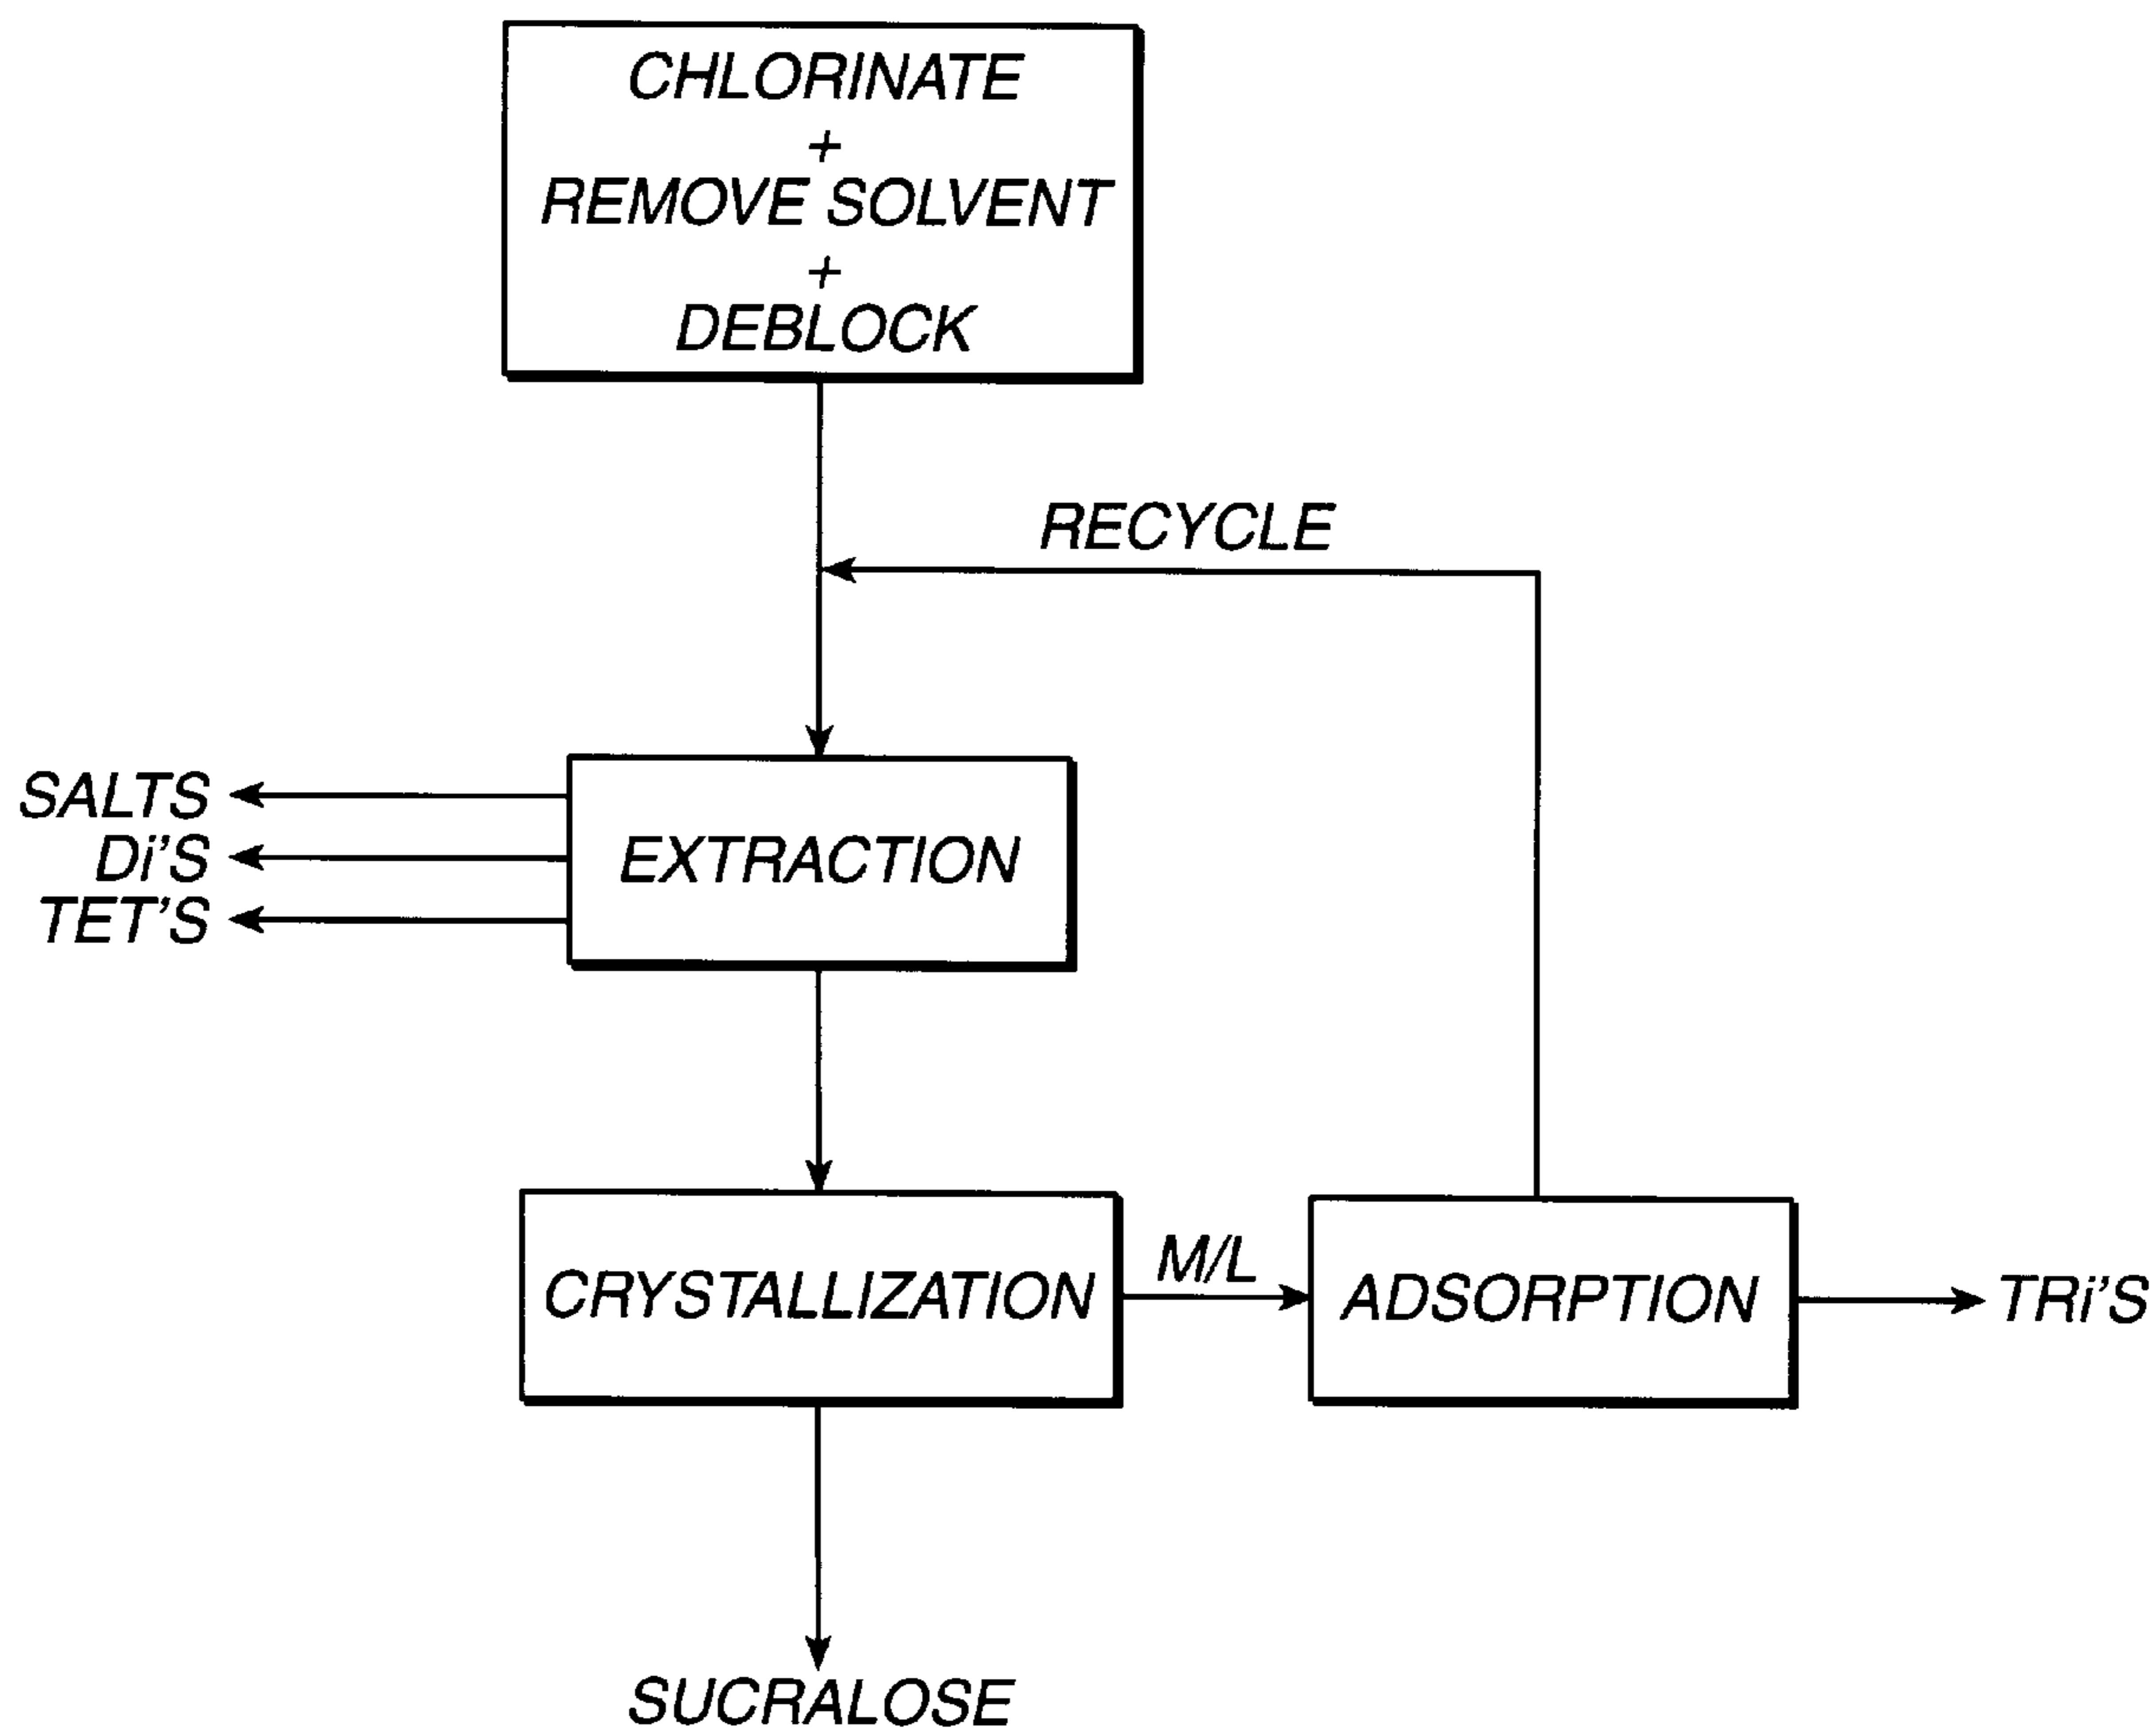 CHLORINATE
+
REMOVE SOLVENT
+
DEBLOCK
RECYCLE
SALTS
Di'S
TET'S
EXTRACTION
CRYSTALLIZATION
M/L
ADSORPTION
TRi'S
SUCRALOSE